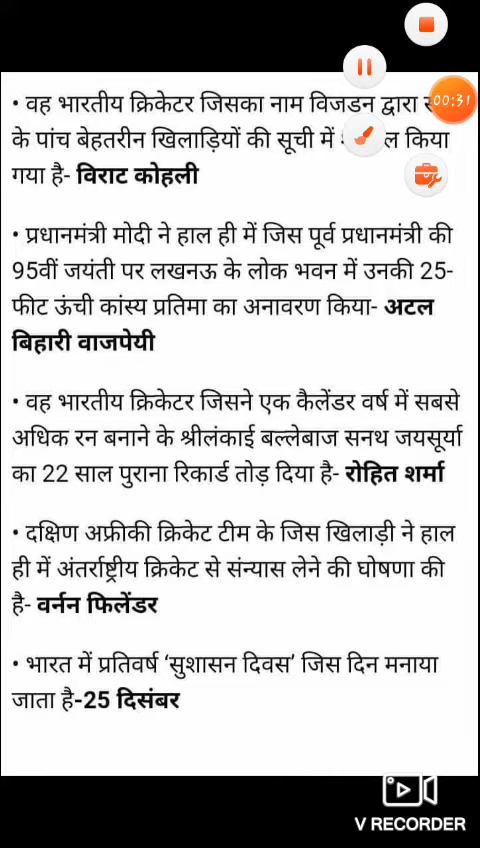 00:31
• वह भारतीय क्रिकेटर जिसका नाम विजडन द्वारा
के पांच बेहतरीन खिलाड़ियों की सूची में किया
गया है- विराट कोहली
• प्रधानमंत्री मोदी ने हाल ही में जिस पूर्व प्रधानमंत्री की
95वीं जयंती पर लखनऊ के लोक भवन में उनकी 25-
फीट ऊंची कांस्य प्रतिमा का अनावरण किया- अटल
बिहारी वाजपेयी
• वह भारतीय क्रिकेटर जिसने एक कैलेंडर वर्ष में सबसे
अधिक रन बनाने के श्रीलंकाई बल्लेबाज सनथ जयसूर्या
का 22 साल पुराना रिकार्ड तोड़ दिया है- रोहित शर्मा
• दक्षिण अफ्रीकी क्रिकेट टीम के जिस खिलाड़ी ने हाल
ही में अंतर्राष्ट्रीय क्रिकेट से संन्यास लेने की घोषणा की
है- वर्नन फिलेंडर
• भारत में प्रतिवर्ष ‘सुशासन दिवस’ जिस दिन मनाया
जाता है-25 दिसंबर
V RECORDER